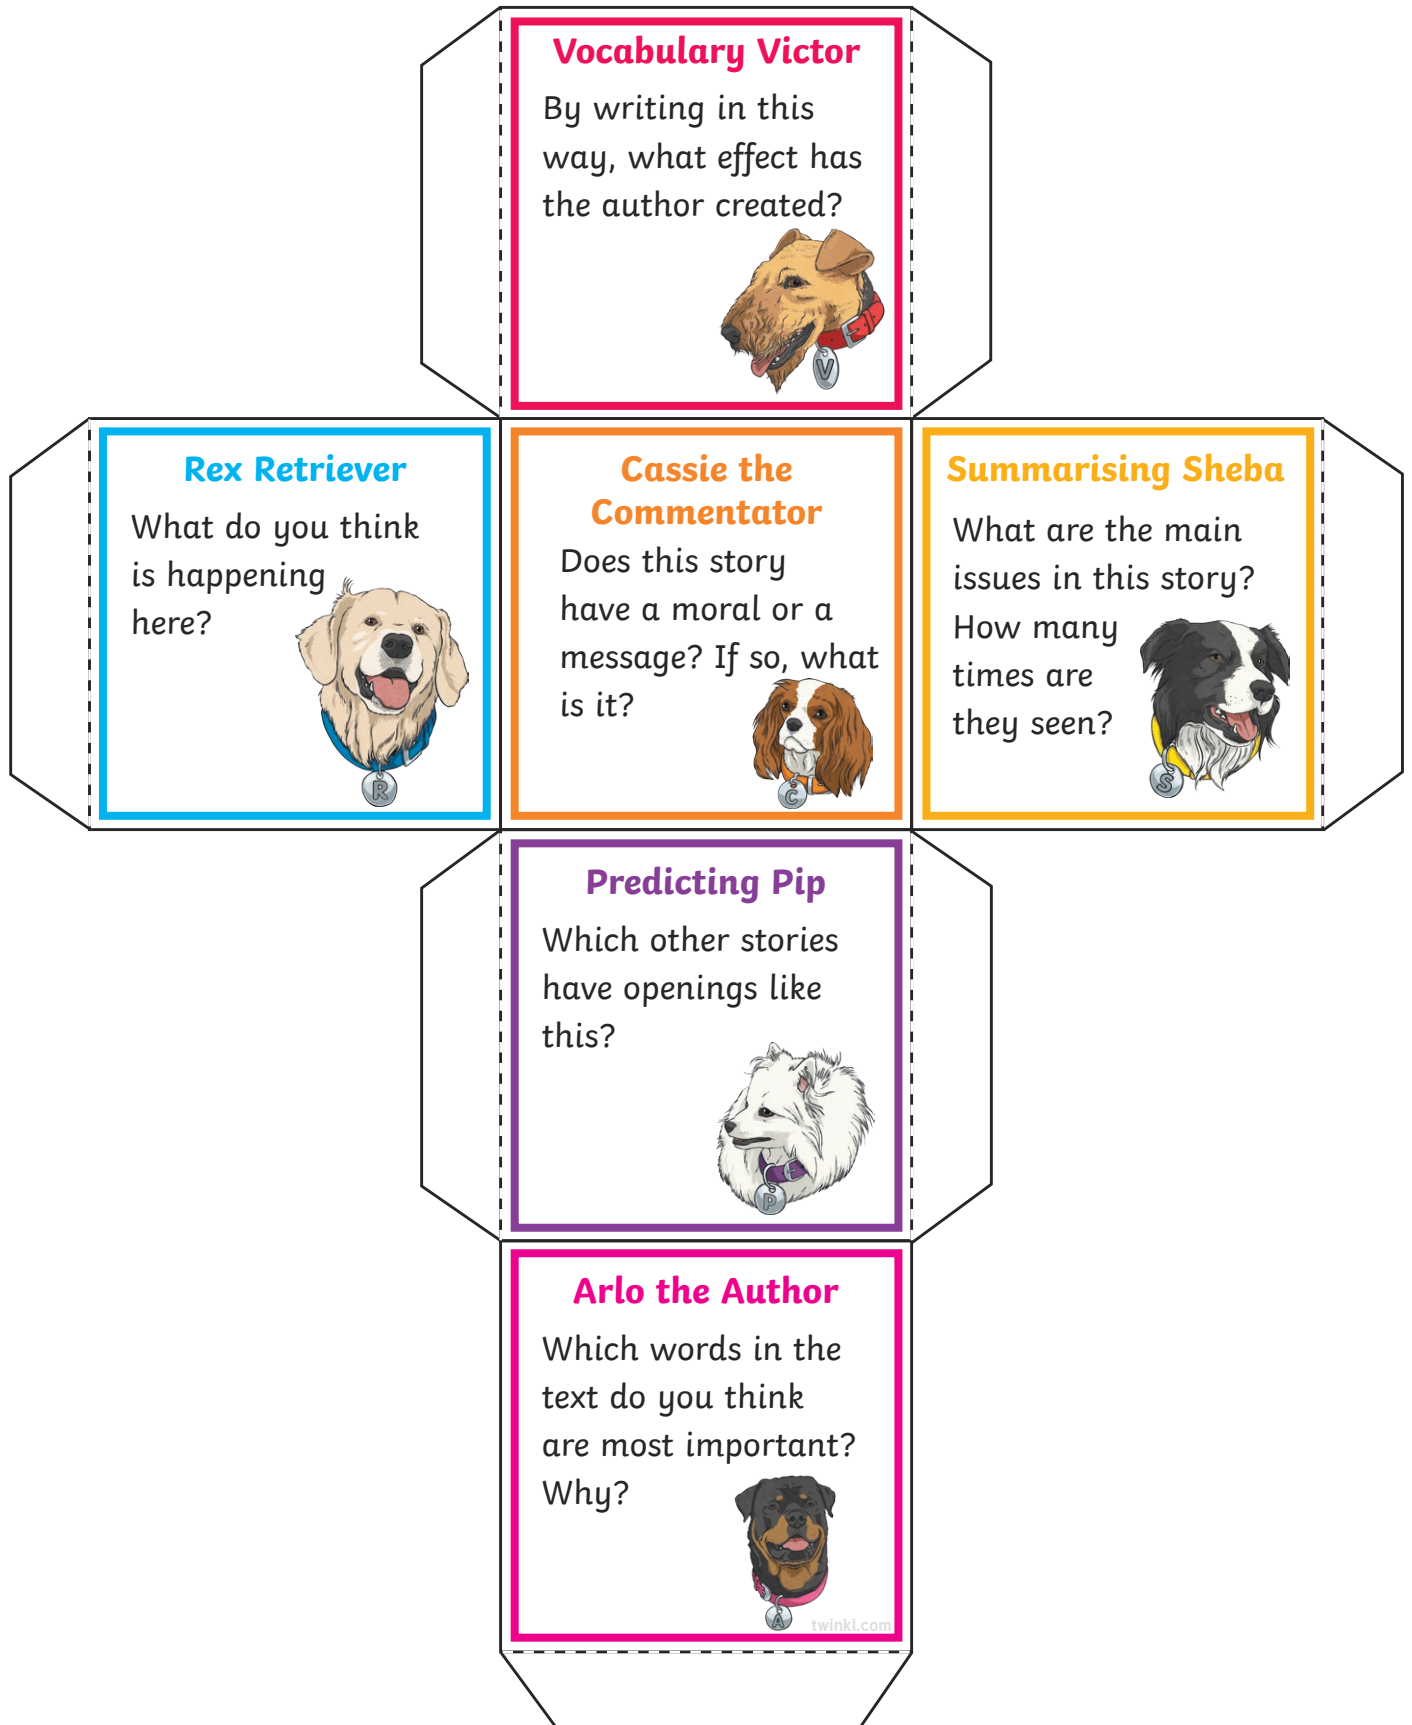 Vocabulary Victor
By writing in this
way, what effect has
the author created?
V
Rex Retriever
What do you think
is happening
here?
R
Cassie the
Commentator
Does this story
have a moral or a
message? If so, what
is it?
C
Summarising Sheba
What are the main
issues in this story?
How many
times are
they seen?
S
Predicting Pip
Which other stories
have openings like
this?
P
Arlo the Author
Which words in the
text do you think
are most important?
Why?
A
twinkl.com